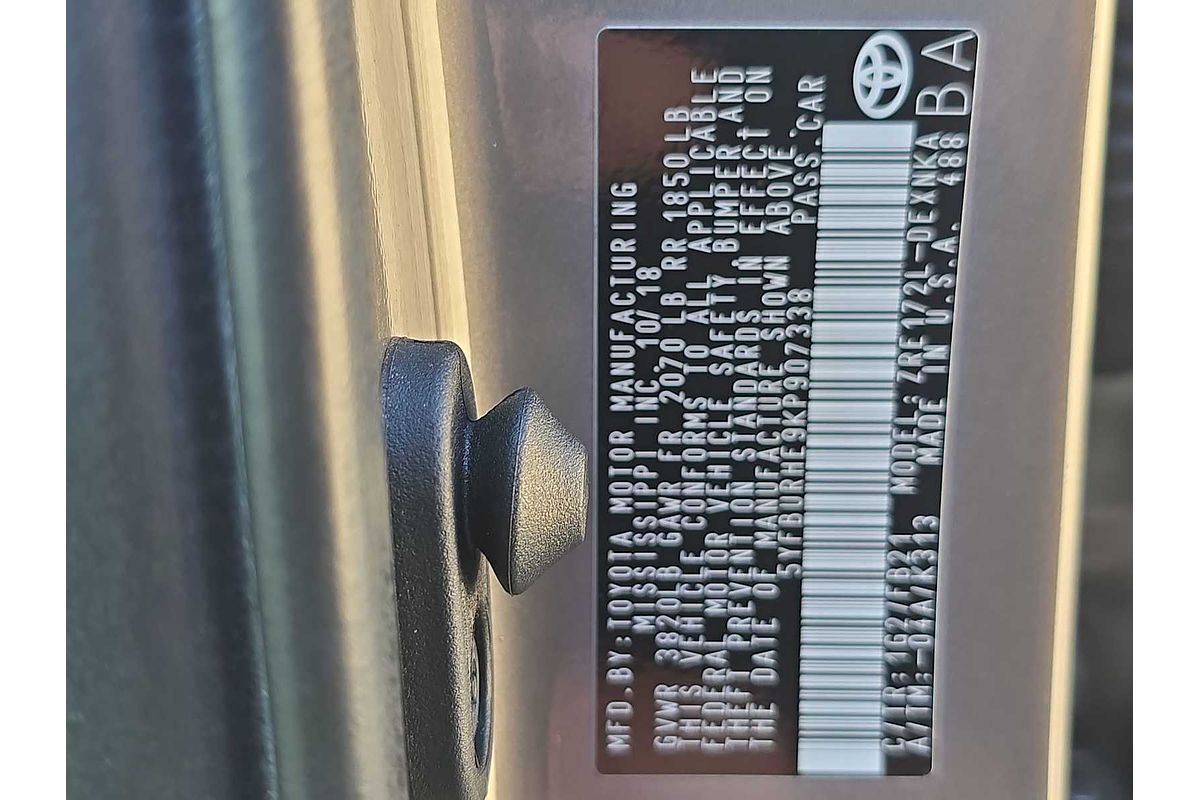 MFD.BY:TOYOTA MOTOR MANUFACTURING
MISSISSIPPI INC. 10/18
GVWR 3820LB GAWR FR 2070LB RR 1850LB
THIS VEHICLE CONFORMS TO ALL APPLICABLE
FEDERAL MOTOR VEHICLE SAFETY, BUMPER AND
THEFT PREVENTION STANDARDS IN EFFECT ON
THE DATE OF MANUFACTURE SHOWN ABOVE.
5YFBURHE9KP907338 PASS.CAR
C/TR: FB21 MODEL: ZRE172L-DEXNKA
A/TM: /K313 MADE IN U.S.A. 488
BA